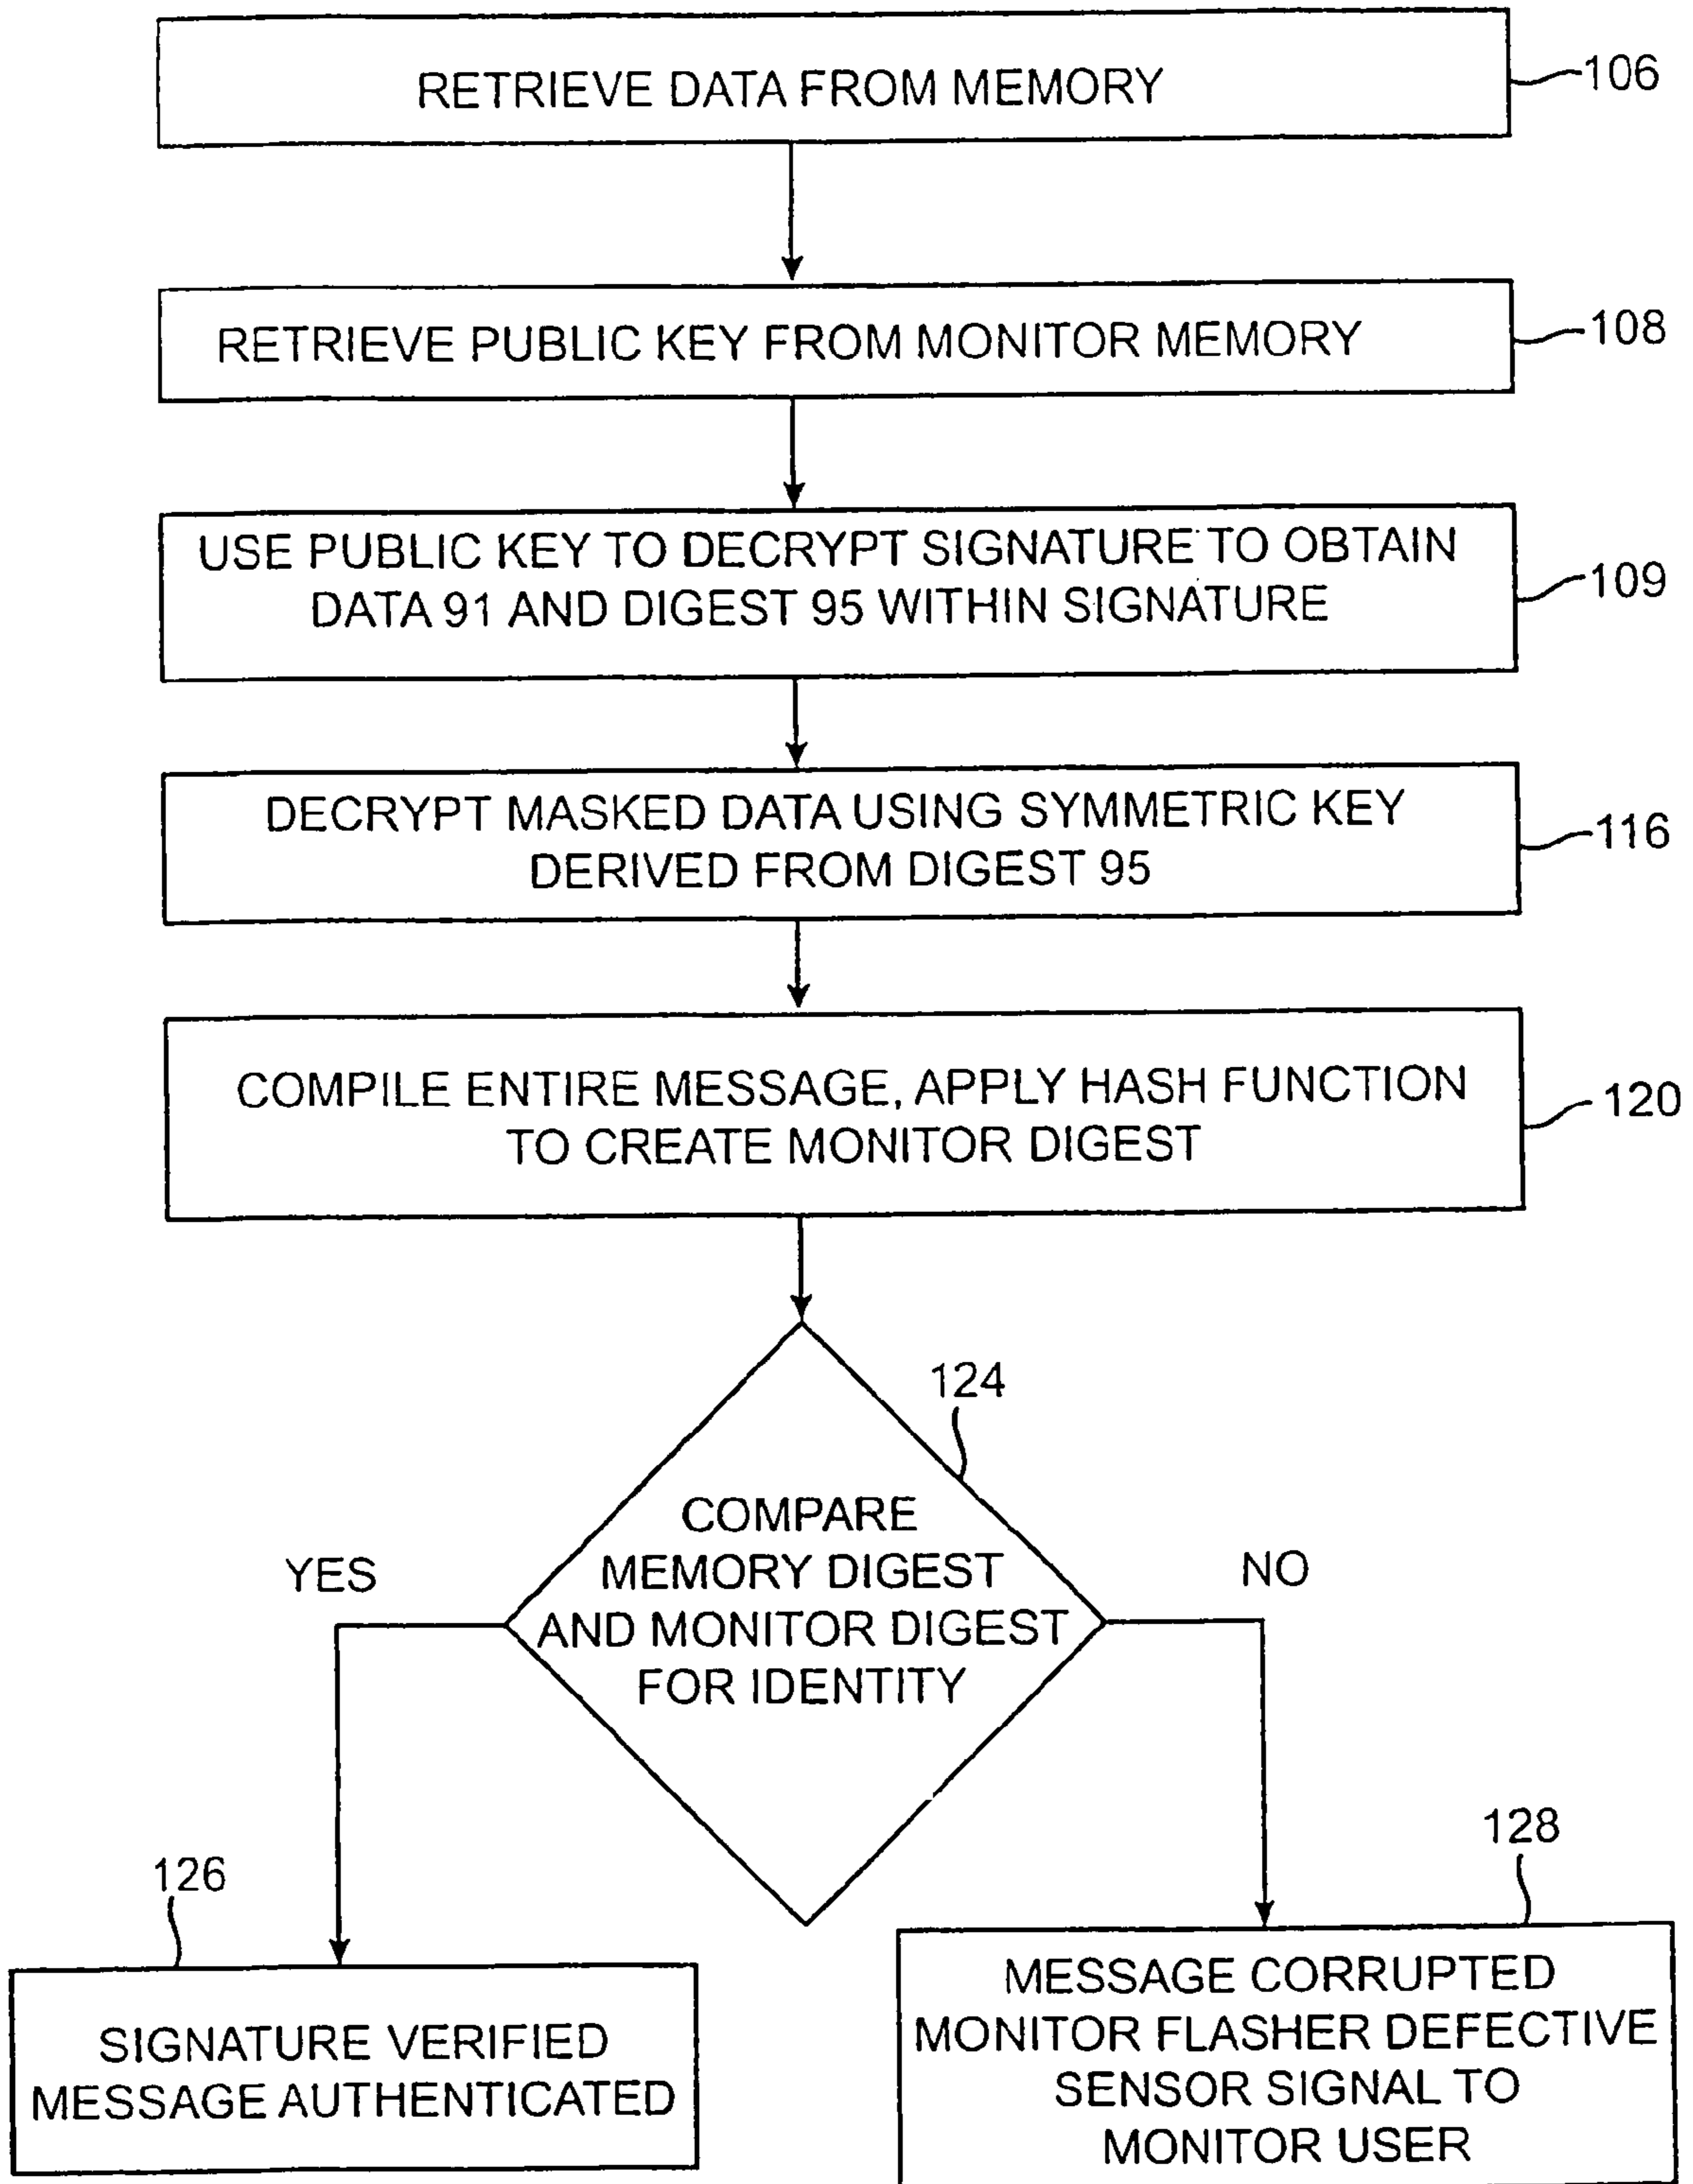 RETRIEVE DATA FROM MEMORY
106
RETRIEVE PUBLIC KEY FROM MONITOR MEMORY
108
USE PUBLIC KEY TO DECRYPT SIGNATURE TO OBTAIN
DATA 91 AND DIGEST 95 WITHIN SIGNATURE
109
DECRYPT MASKED DATA USING SYMMETRIC KEY
DERIVED FROM DIGEST 95
116
COMPILE ENTIRE MESSAGE, APPLY HASH FUNCTION
TO CREATE MONITOR DIGEST
120
124
COMPARE
MEMORY DIGEST
AND MONITOR DIGEST
FOR IDENTITY
YES
NO
126
SIGNATURE VERIFIED
MESSAGE AUTHENTICATED
128
MESSAGE CORRUPTED
MONITOR FLASHER DEFECTIVE
SENSOR SIGNAL TO
MONITOR USER